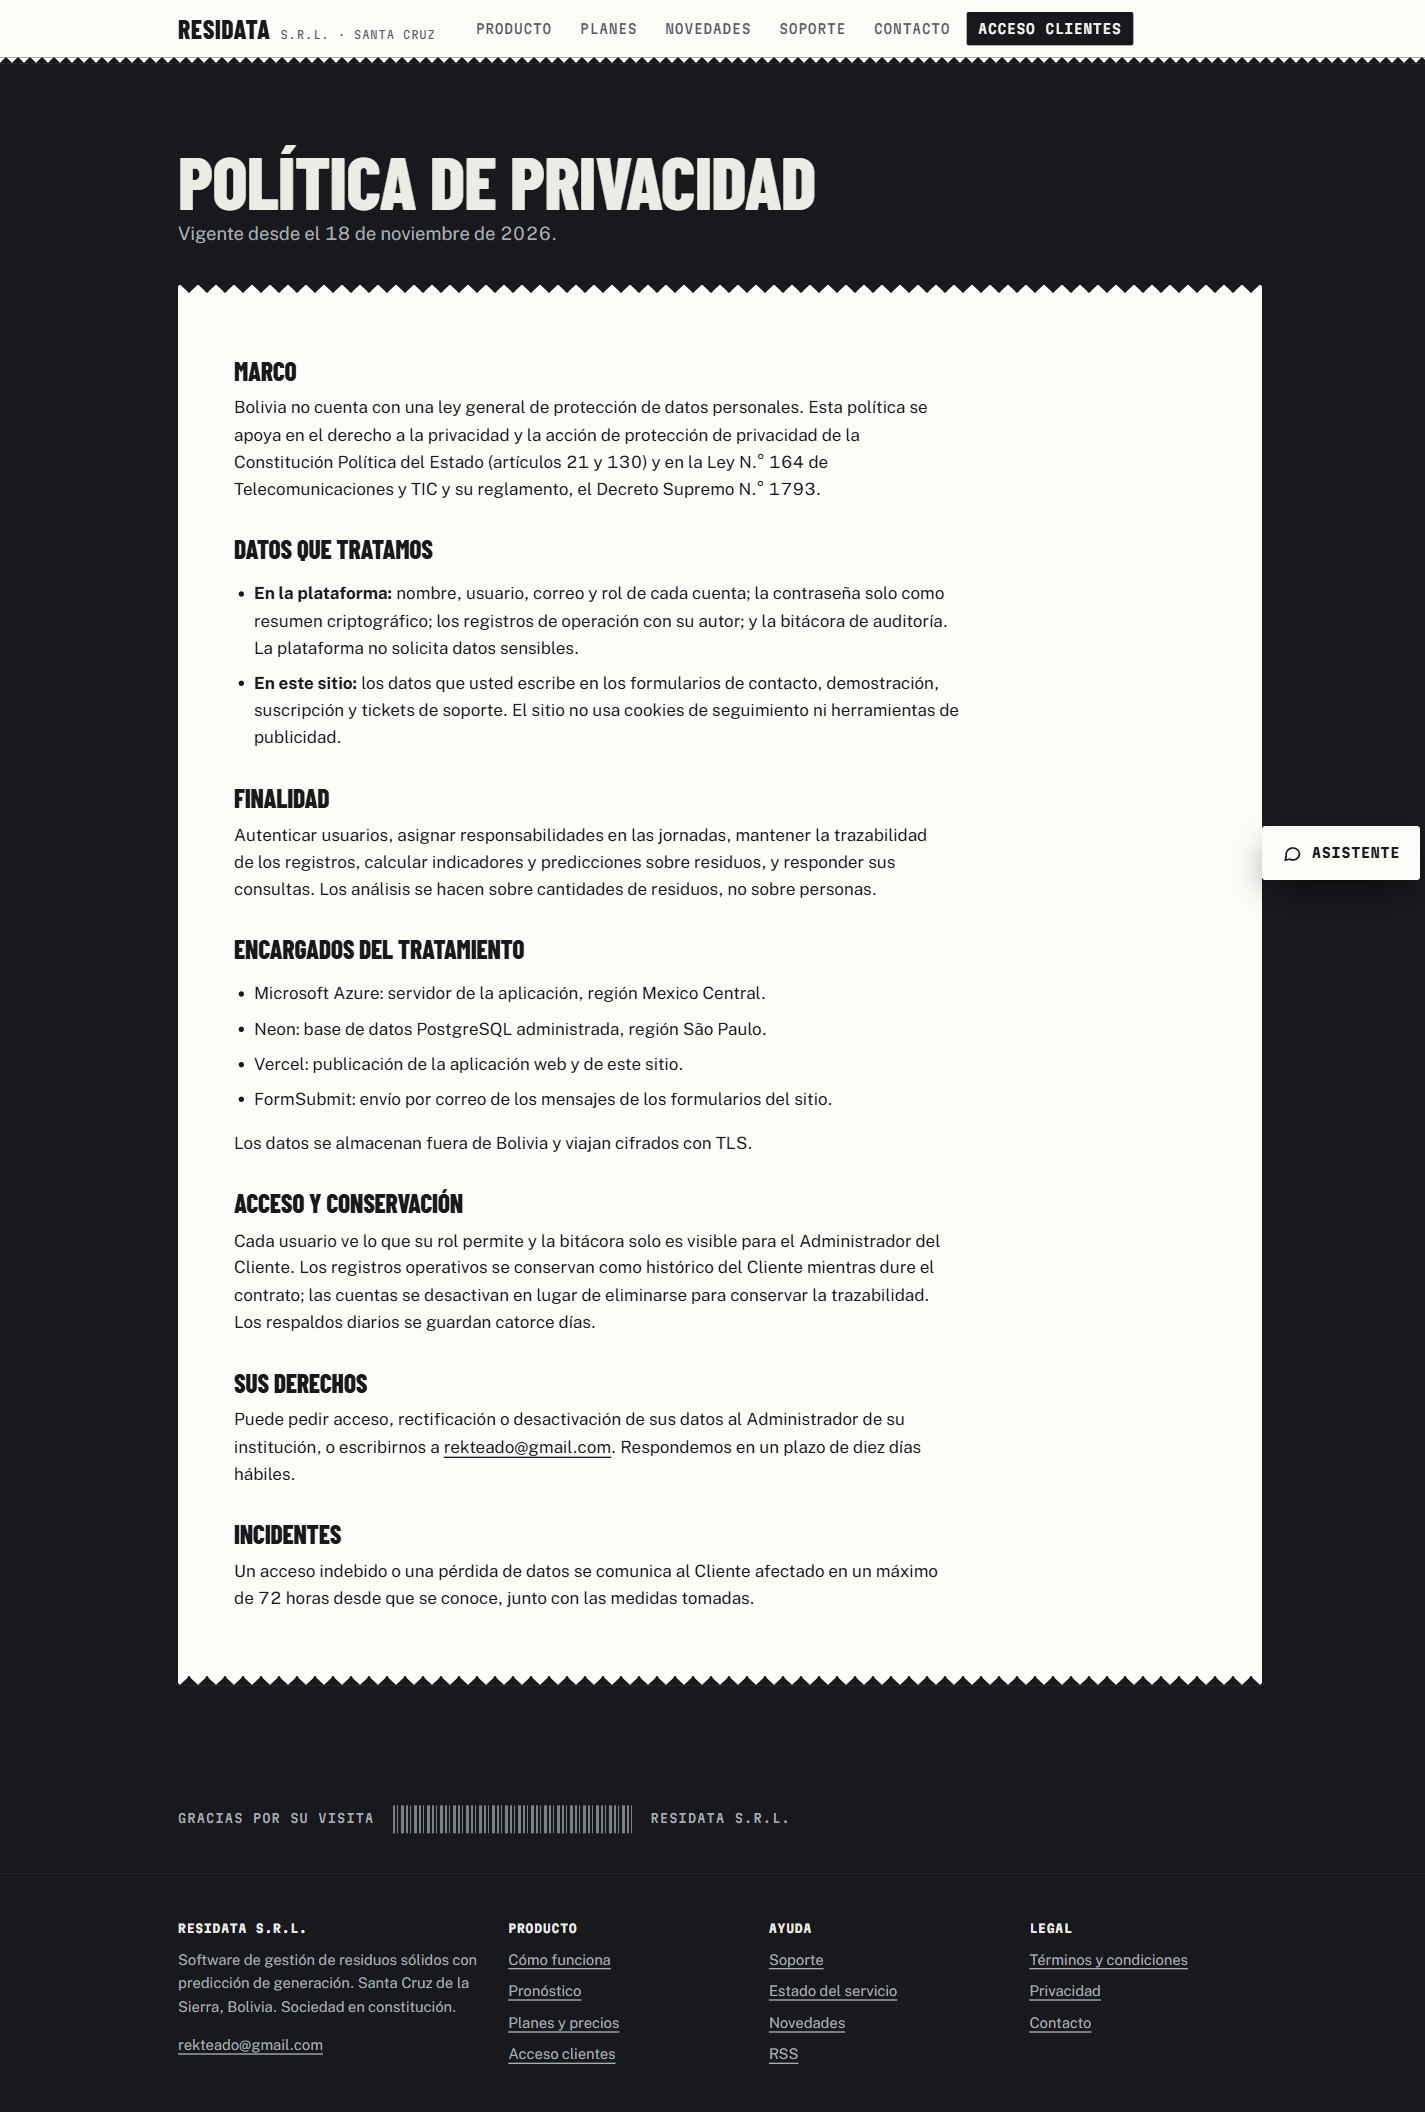 RESIDATA S.R.L. · SANTA CRUZ PRODUCTO PLANES NOVEDADES SOPORTE CONTACTO ACCESO CLIENTES
POLÍTICA DE PRIVACIDAD
Vigente desde el 18 de noviembre de 2026.
MARCO
Bolivia no cuenta con una ley general de protección de datos personales. Esta política se
apoya en el derecho a la privacidad y la acción de protección de privacidad de la
Constitución Política del Estado (artículos 21 y 130) y en la Ley N.° 164 de
Telecomunicaciones y TIC y su reglamento, el Decreto Supremo N.° 1793.
DATOS QUE TRATAMOS
• En la plataforma: nombre, usuario, correo y rol de cada cuenta; la contraseña solo como
resumen criptográfico; los registros de operación con su autor; y la bitácora de auditoría.
La plataforma no solicita datos sensibles.
• En este sitio: los datos que usted escribe en los formularios de contacto, demostración,
suscripción y tickets de soporte. El sitio no usa cookies de seguimiento ni herramientas de
publicidad.
FINALIDAD
Autenticar usuarios, asignar responsabilidades en las jornadas, mantener la trazabilidad
de los registros, calcular indicadores y predicciones sobre residuos, y responder sus
consultas. Los análisis se hacen sobre cantidades de residuos, no sobre personas.
ASISTENTE
ENCARGADOS DEL TRATAMIENTO
• Microsoft Azure: servidor de la aplicación, región Mexico Central.
• Neon: base de datos PostgreSQL administrada, región São Paulo.
• Vercel: publicación de la aplicación web y de este sitio.
• FormSubmit: envío por correo de los mensajes de los formularios del sitio.
Los datos se almacenan fuera de Bolivia y viajan cifrados con TLS.
ACCESO Y CONSERVACIÓN
Cada usuario ve lo que su rol permite y la bitácora solo es visible para el Administrador del
Cliente. Los registros operativos se conservan como histórico del Cliente mientras dure el
contrato; las cuentas se desactivan en lugar de eliminarse para conservar la trazabilidad.
Los respaldos diarios se guardan catorce días.
SUS DERECHOS
Puede pedir acceso, rectificación o desactivación de sus datos al Administrador de su
institución, o escribirnos a rekteado@gmail.com. Respondemos en un plazo de diez días
hábiles.
INCIDENTES
Un acceso indebido o una pérdida de datos se comunica al Cliente afectado en un máximo
de 72 horas desde que se conoce, junto con las medidas tomadas.
GRACIAS POR SU VISITA RESIDATA S.R.L.
RESIDATA S.R.L.
Software de gestión de residuos sólidos con
predicción de generación. Santa Cruz de la
Sierra, Bolivia. Sociedad en constitución.
rekteado@gmail.com
PRODUCTO
Cómo funciona
Pronóstico
Planes y precios
Acceso clientes
AYUDA
Soporte
Estado del servicio
Novedades
RSS
LEGAL
Términos y condiciones
Privacidad
Contacto